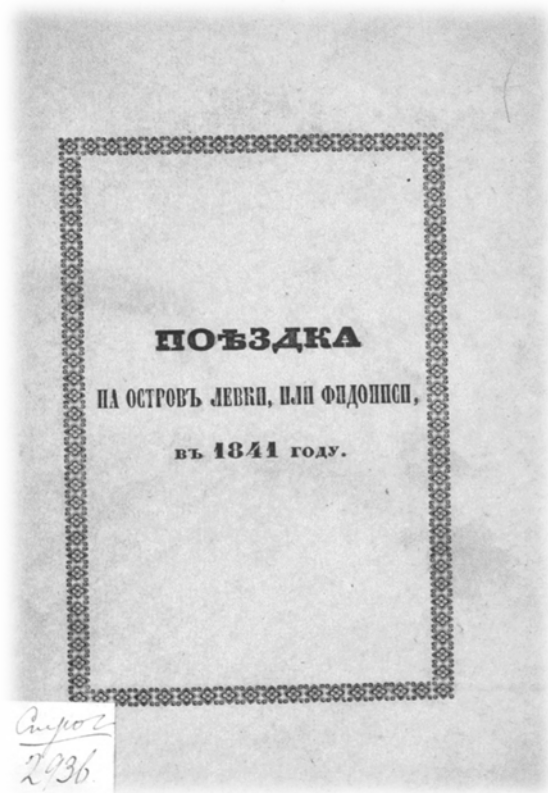 ПОѢЗДКА
НА ОСТРОВЪ ЛЕВКИ, ИЛИ ФИДОНИСИ,
въ 1841 году.
2936.